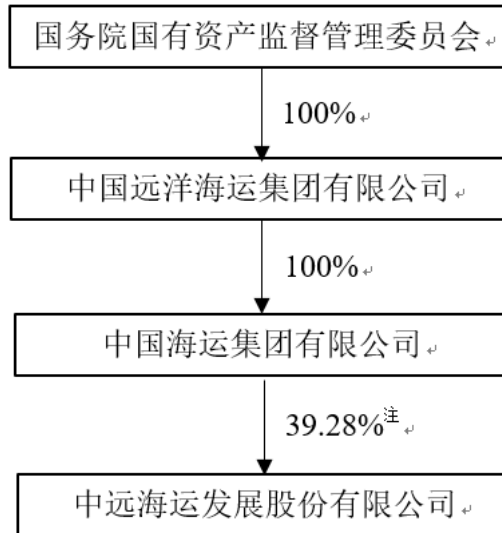 国务院国有资产监督管理委员会
100%
中国远洋海运集团有限公司
100%
中国海运集团有限公司
39.28%注
中远海运发展股份有限公司